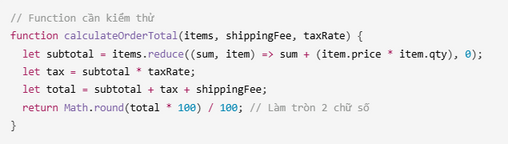 // Function cần kiểm thử
function calculateOrderTotal(items, shippingFee, taxRate) {
  let subtotal = items.reduce((sum, item) => sum + (item.price * item.qty), 0);
  let tax = subtotal * taxRate;
  let total = subtotal + tax + shippingFee;
  return Math.round(total * 100) / 100; // Làm tròn 2 chữ số
}